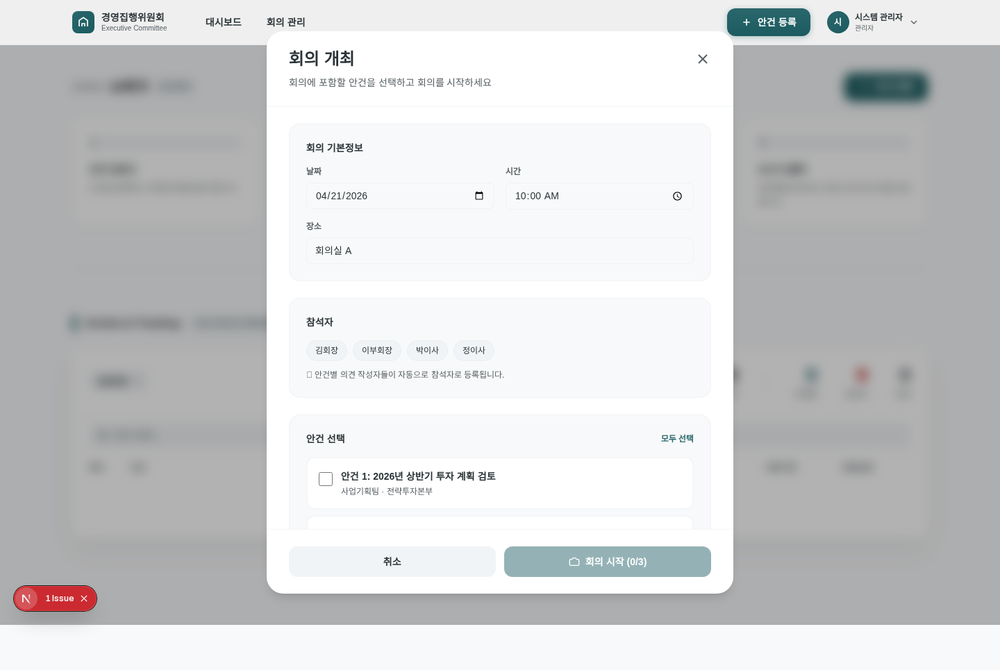 경영집행위원회
Executive Committee
대시보드
회의 관리
안건 등록
시
시스템 관리자
관리자
회의 개최
회의에 포함할 안건을 선택하고 회의를 시작하세요
회의 기본정보
날짜
시간
04/21/2026
10:00 AM
장소
회의실 A
참석자
김회장
이부회장
박이사
정이사
안건별 의견 작성자들이 자동으로 참석자로 등록됩니다.
안건 선택
모두 선택
안건 1: 2026년 상반기 투자 계획 검토
사업기획팀 · 전략투자본부
취소
회의 시작 (0/3)
N
1 Issue